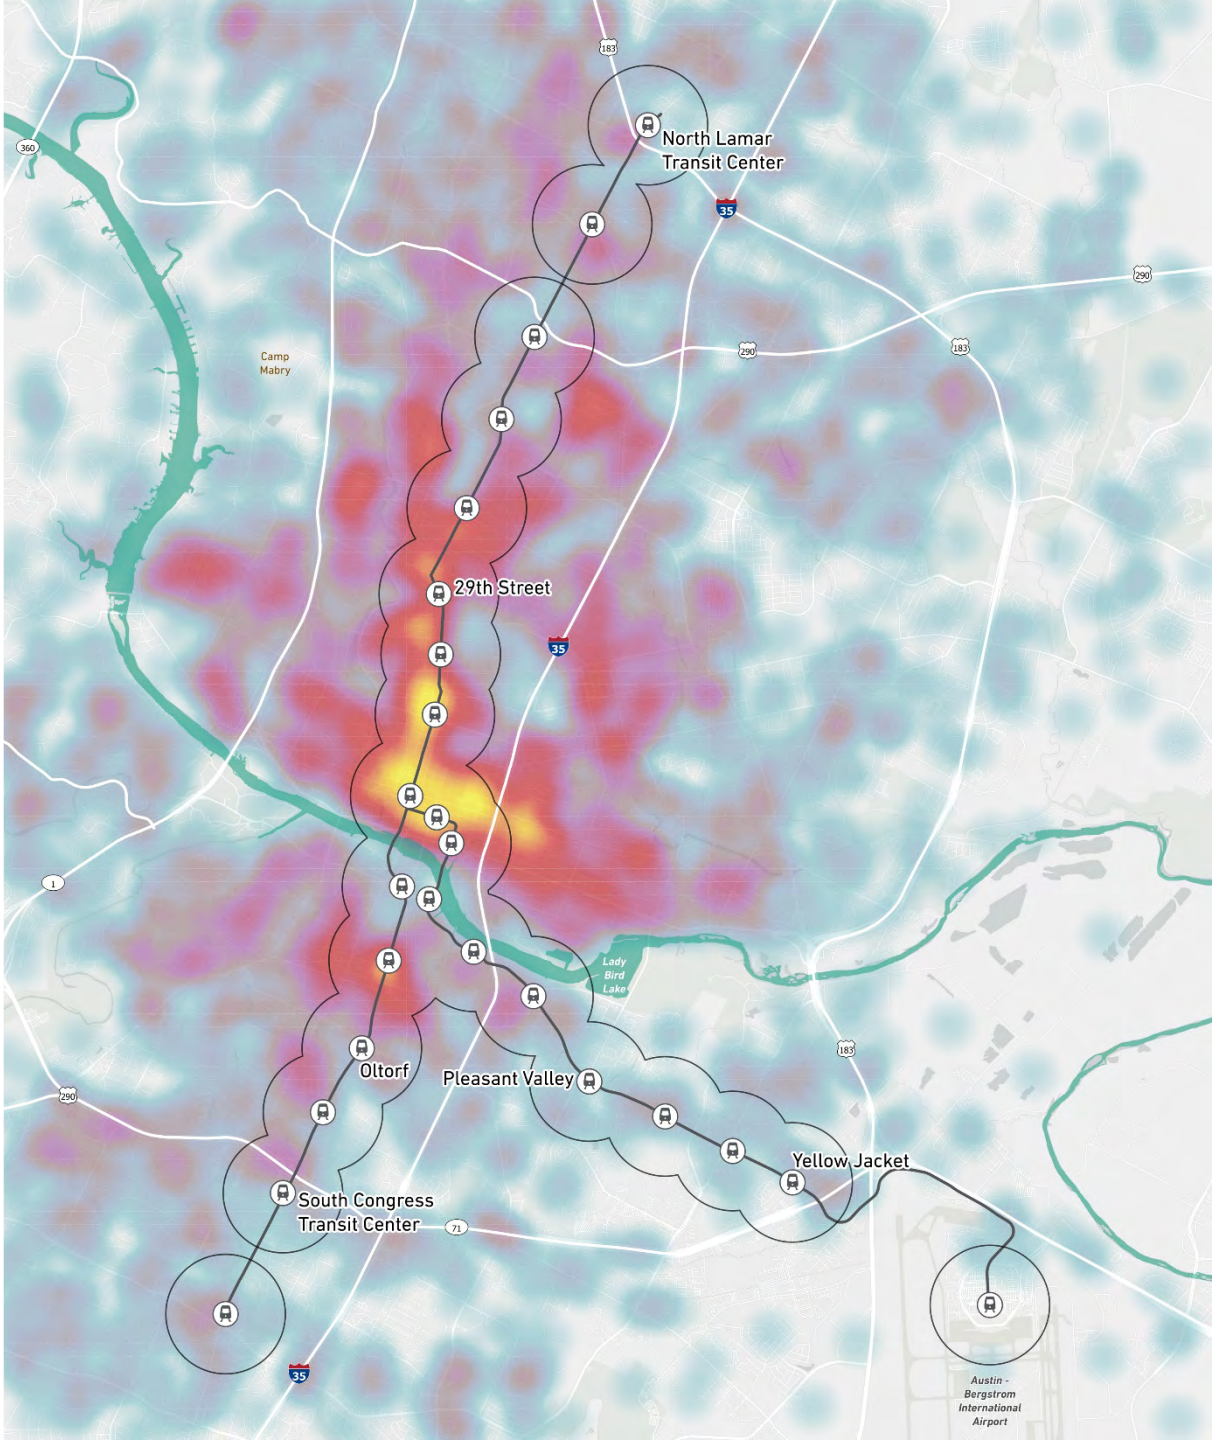 183
360
North Lamar
Transit Center
35
290
Camp
Mabry
290
183
29th Street
35
1
Lady
Bird
Lake
183
Oltorf
Pleasant Valley
290
Yellow Jacket
South Congress
Transit Center
71
35
Austin -
Bergstrom
International
Airport